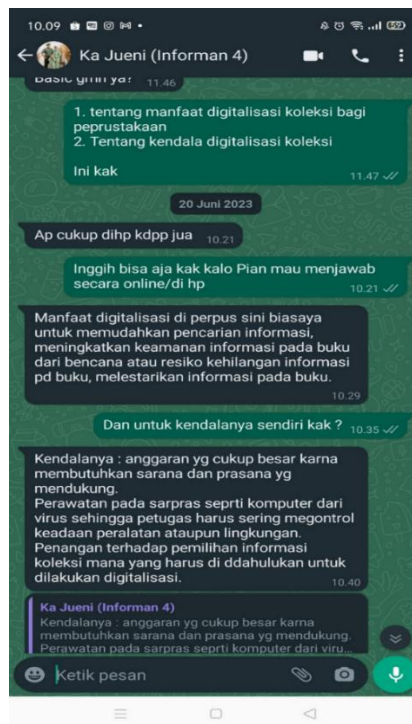 10.09
59
Ka Jueni (Informan 4)
Basic gmn ya? 11.46
1. tentang manfaat digitalisasi koleksi bagi
peprustakaan
2. Tentang kendala digitalisasi koleksi
Ini kak
11.47
20 Juni 2023
Ap cukup dihp kdpp jua 10.21
Inggih bisa aja kak kalo Pian mau menjawab
secara online/di hp
10.21
Manfaat digitalisasi di perpus sini biasaya
untuk memudahkan pencarian informasi,
meningkatkan keamanan informasi pada buku
dari bencana atau resiko kehilangan informasi
pd buku, melestarikan informasi pada buku.
10.29
Dan untuk kendalanya sendiri kak ? 10.35
Kendalanya : anggaran yg cukup besar karna
membutuhkan sarana dan prasana yg
mendukung.
Perawatan pada sarpras seprti komputer dari
virus sehingga petugas harus sering megontrol
keadaan peralatan ataupun lingkungan.
Penangan terhadap pemilihan informasi
koleksi mana yang harus di ddahulukan untuk
dilakukan digitalisasi.
10.40
Ka Jueni (Informan 4)
Kendalanya : anggaran yg cukup besar karna
membutuhkan sarana dan prasana yg mendukung.
Perawatan pada sarpras seprti komputer dari viru...
Ketik pesan